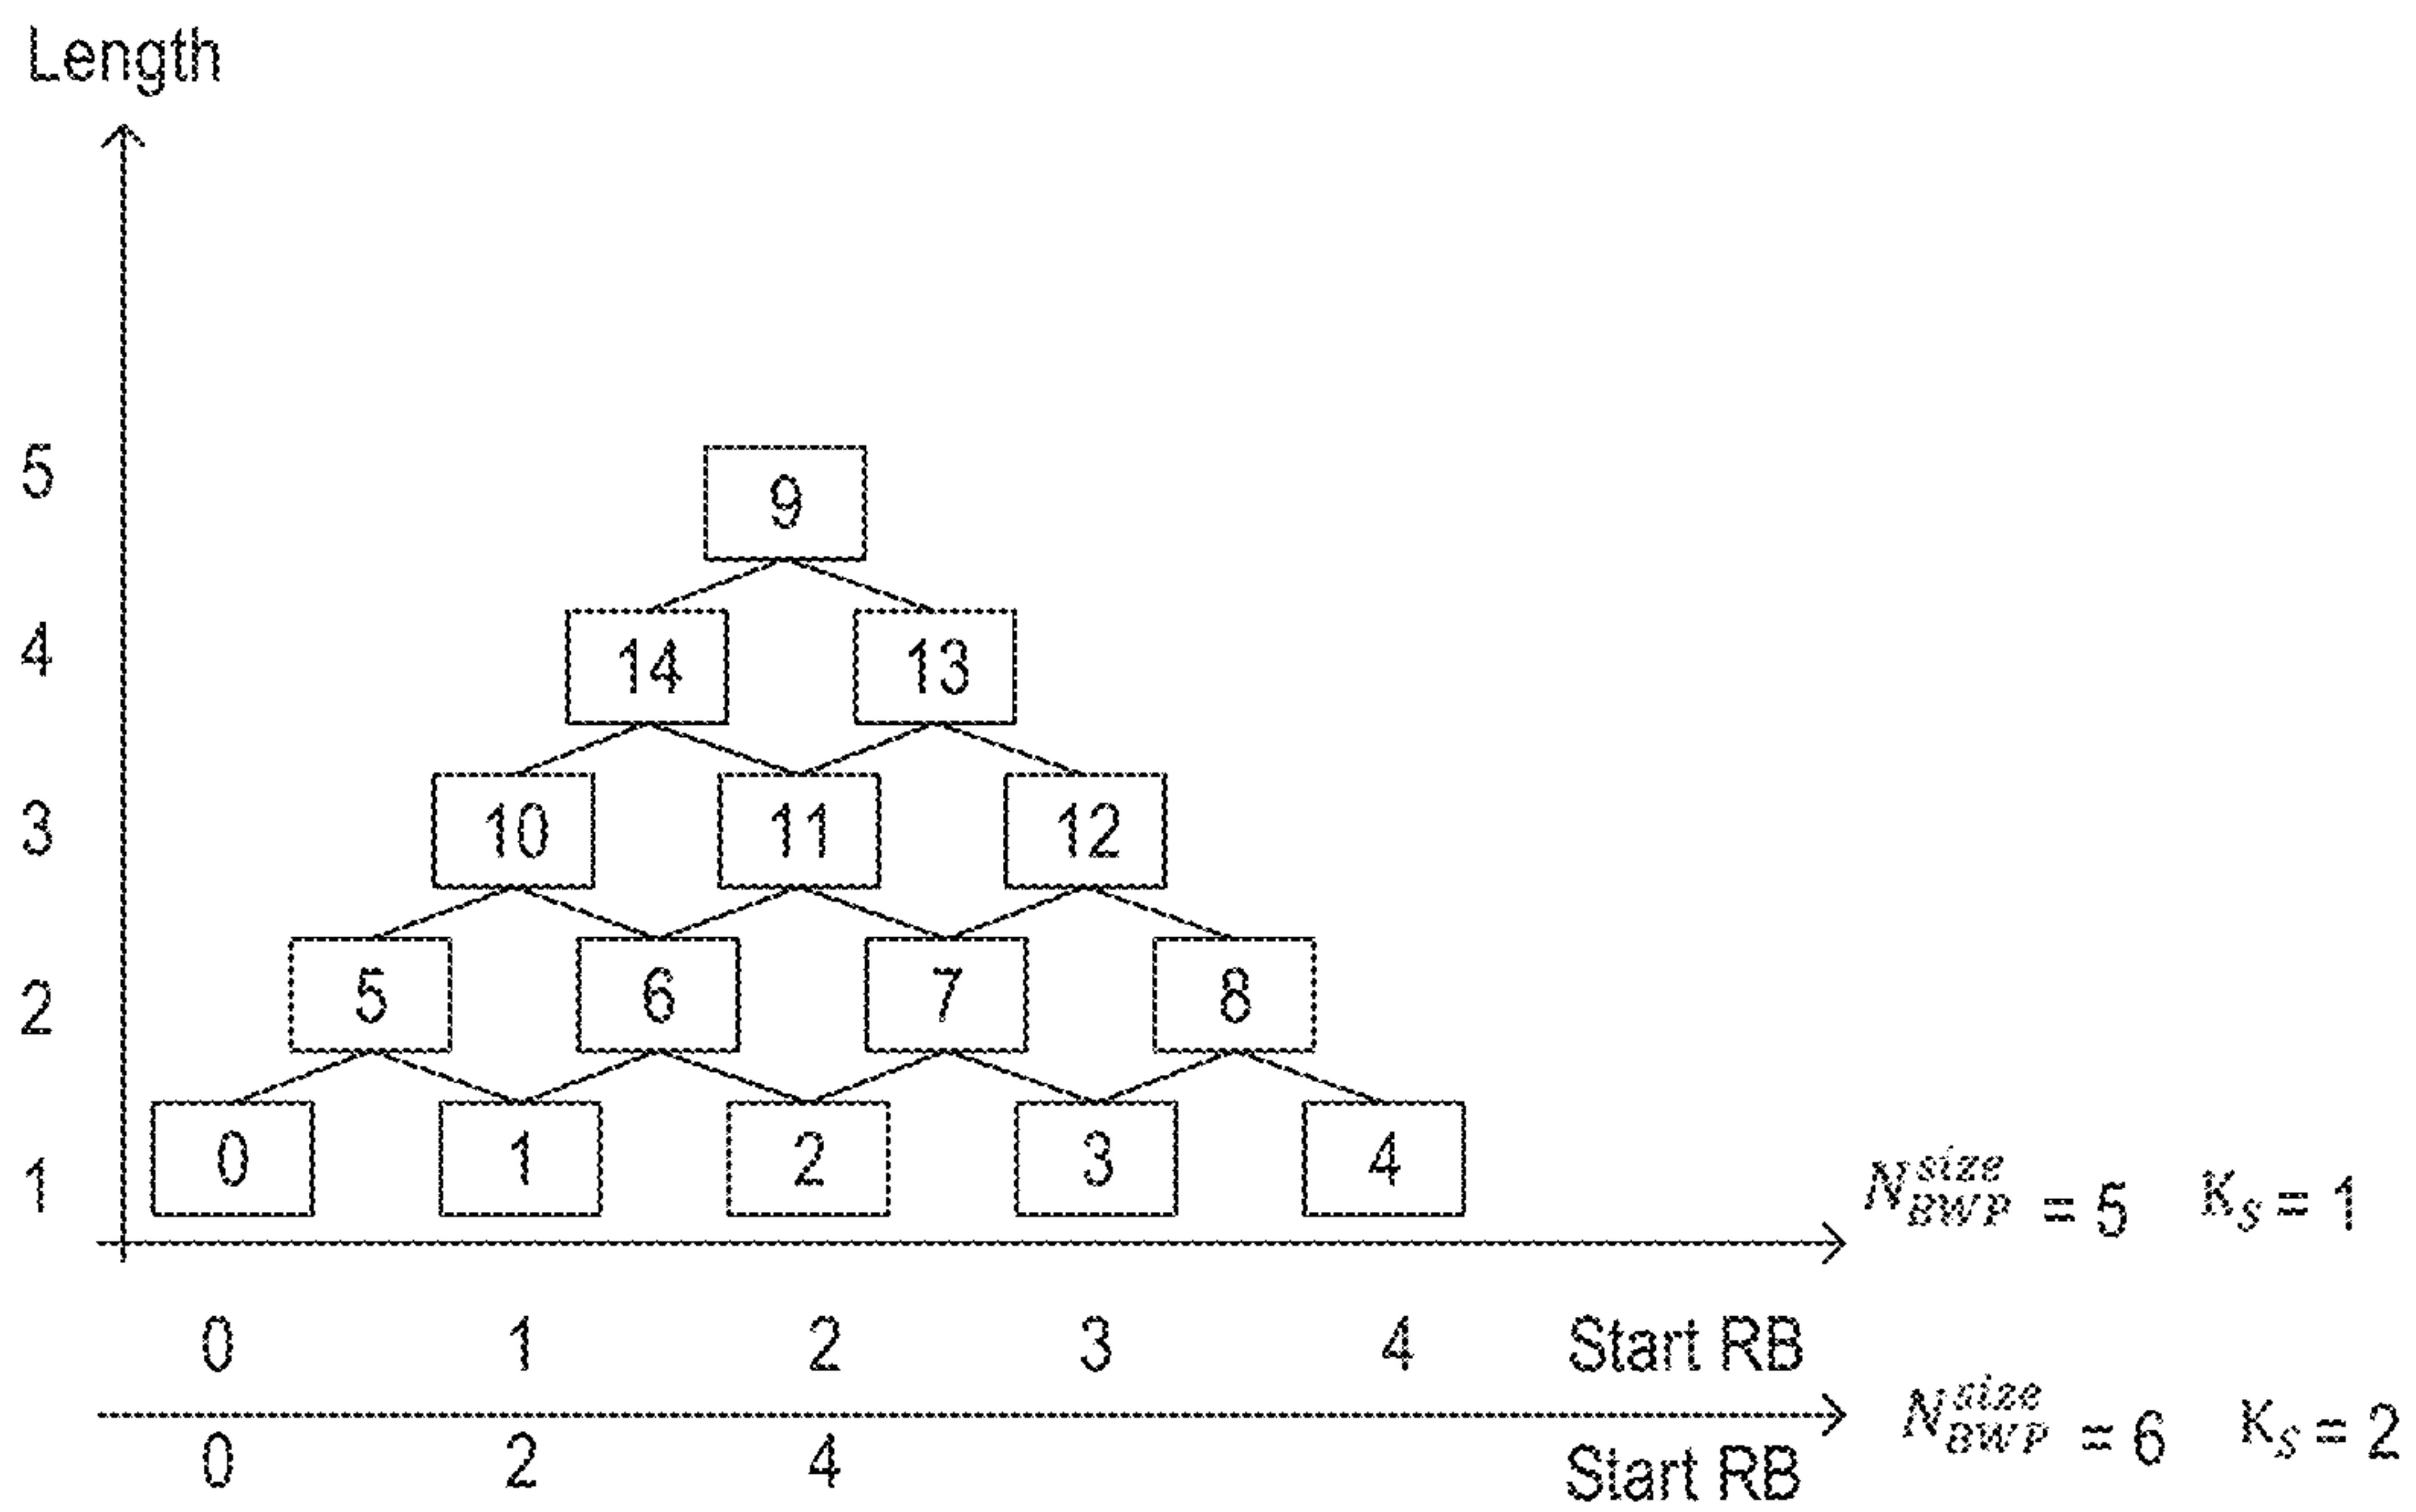 Length
5
9
4
14 13
3
10 11 12
2
5 6 7 8
1
0 1 2 3 4
N_BWP^size = 5 K_S = 1
0 1 2 3 4 Start RB
N_BWP^size = 6 K_S = 2
0 2 4 Start RB